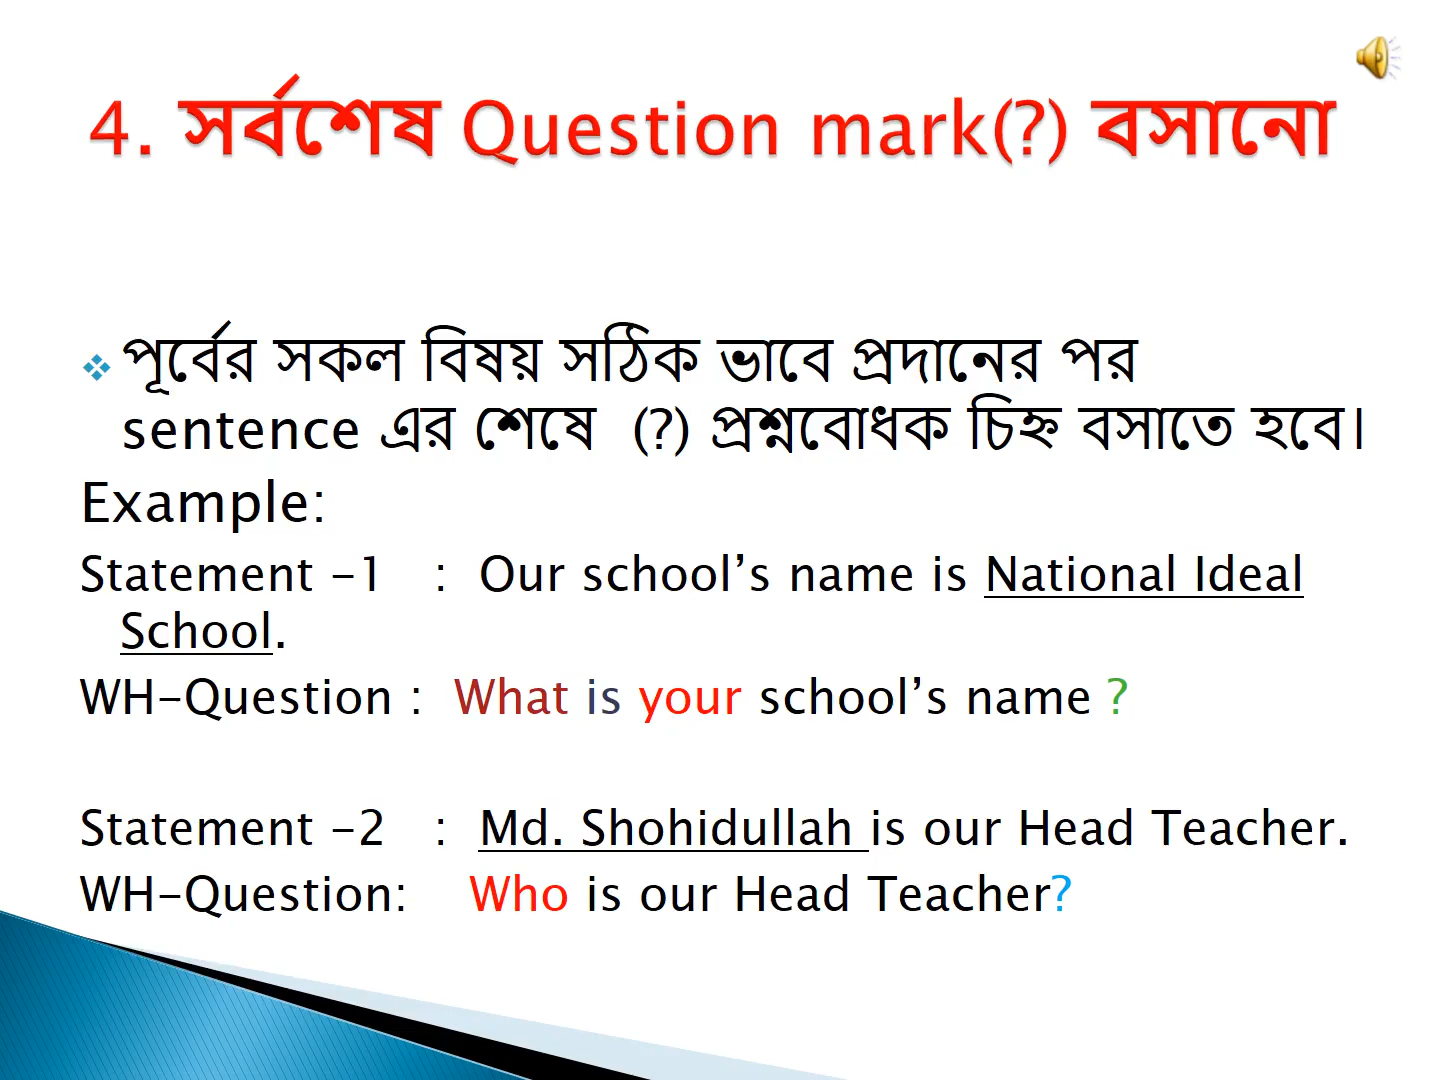 4. সর্বশেষ Question mark(?) বসানো
❖ পূর্বের সকল বিষয় সঠিক ভাবে প্রদানের পর
sentence এর শেষে (?) প্রশ্নবোধক চিহ্ন বসাতে হবে।
Example:
Statement -1 : Our school’s name is National Ideal
School.
WH-Question : What is your school’s name ?
Statement -2 : Md. Shohidullah is our Head Teacher.
WH-Question: Who is our Head Teacher?